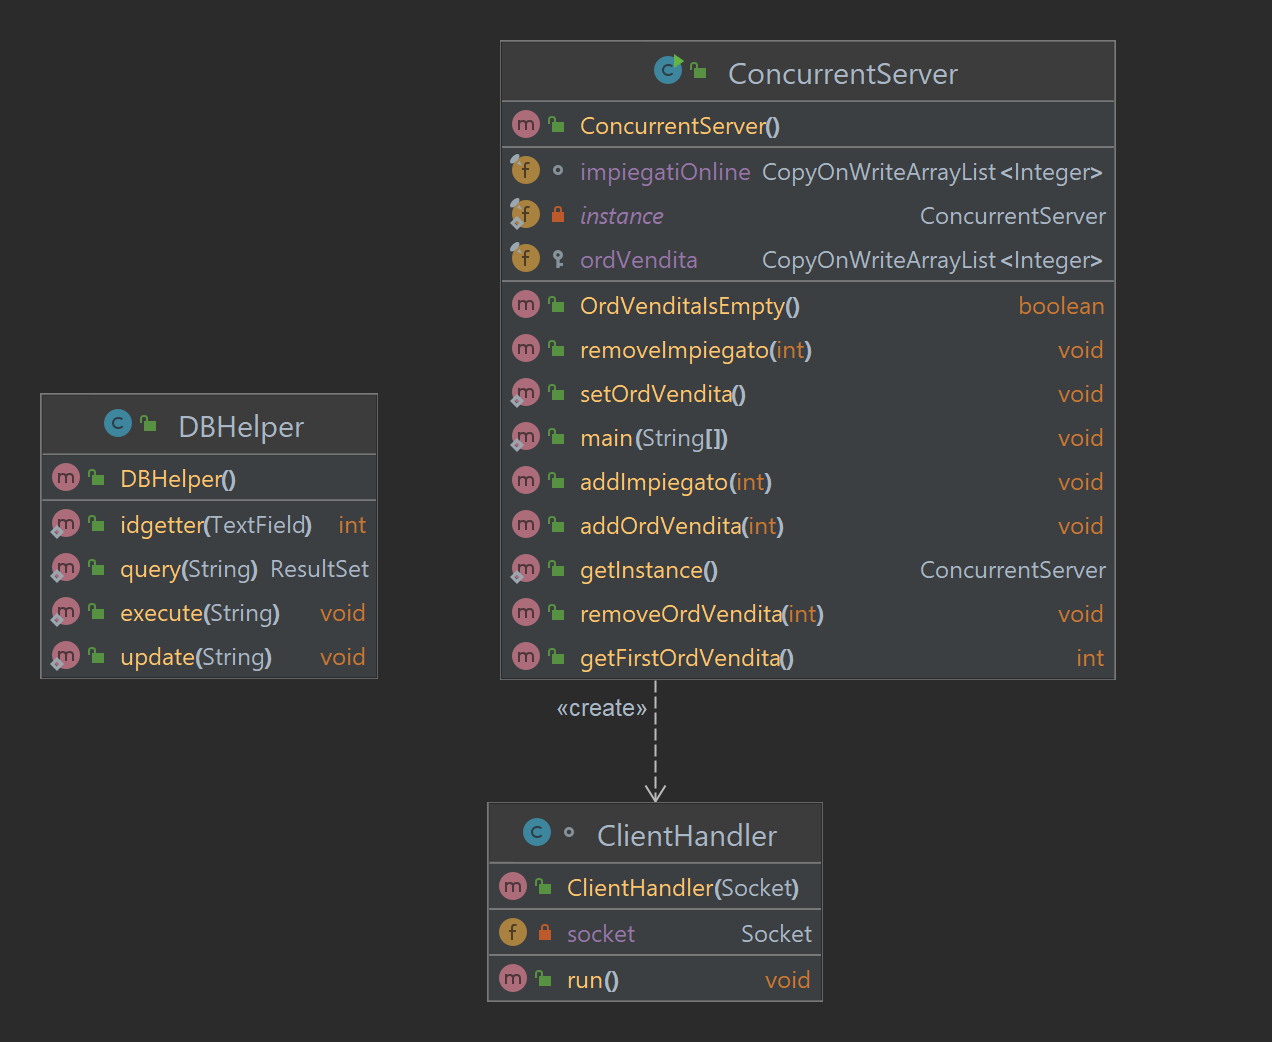 ConcurrentServer
ConcurrentServer()
impiegatiOnline CopyOnWriteArrayList<Integer>
instance ConcurrentServer
ordVendita CopyOnWriteArrayList<Integer>
OrdVenditaIsEmpty() boolean
removeImpiegato(int) void
setOrdVendita() void
main(String[]) void
addImpiegato(int) void
addOrdVendita(int) void
getInstance() ConcurrentServer
removeOrdVendita(int) void
getFirstOrdVendita() int
DBHelper
DBHelper()
idgetter(TextField) int
query(String) ResultSet
execute(String) void
update(String) void
«create»
ClientHandler
ClientHandler(Socket)
socket Socket
run() void